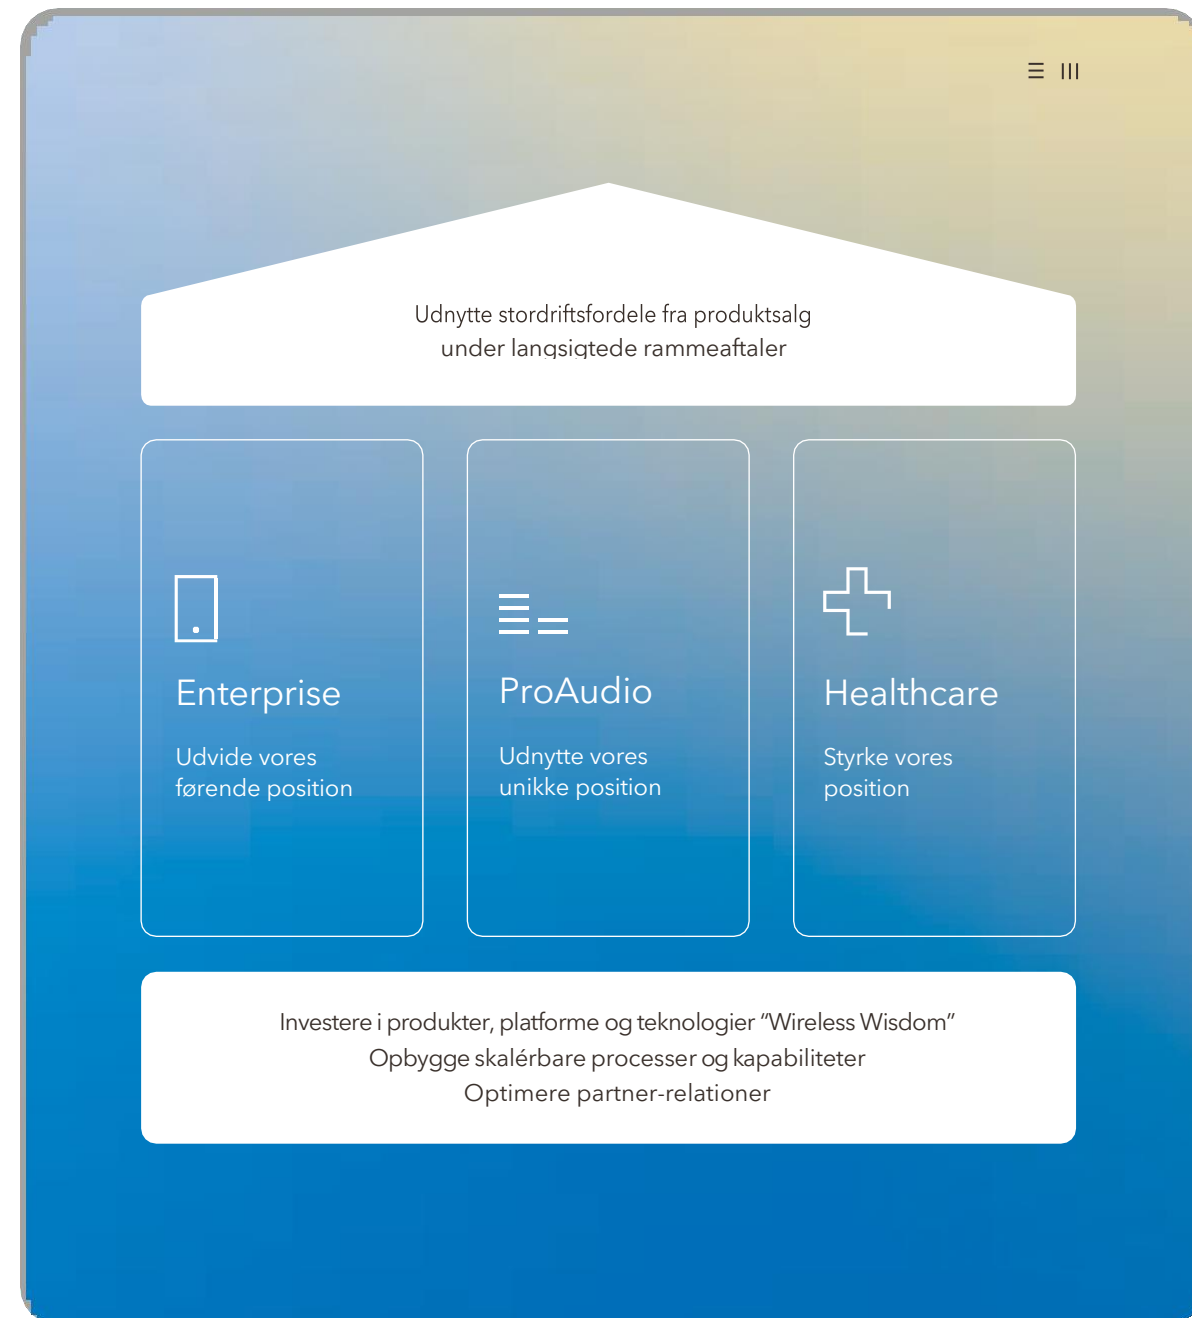 Udnytte stordriftsfordele fra produktsalg
under langsigtede rammeaftaler
Enterprise
Udvide vores
førende position
ProAudio
Udnytte vores
unikke position
Healthcare
Styrke vores
position
Investere i produkter, platforme og teknologier “Wireless Wisdom”
Opbygge skalérbare processer og kapabiliteter
Optimere partner-relationer